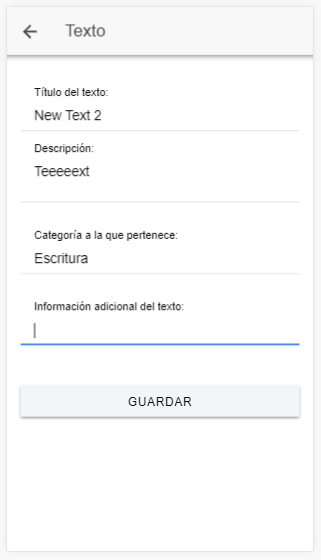 Texto
Título del texto:
New Text 2
Descripción:
Teeeeext
Categoría a la que pertenece:
Escritura
Información adicional del texto:
GUARDAR